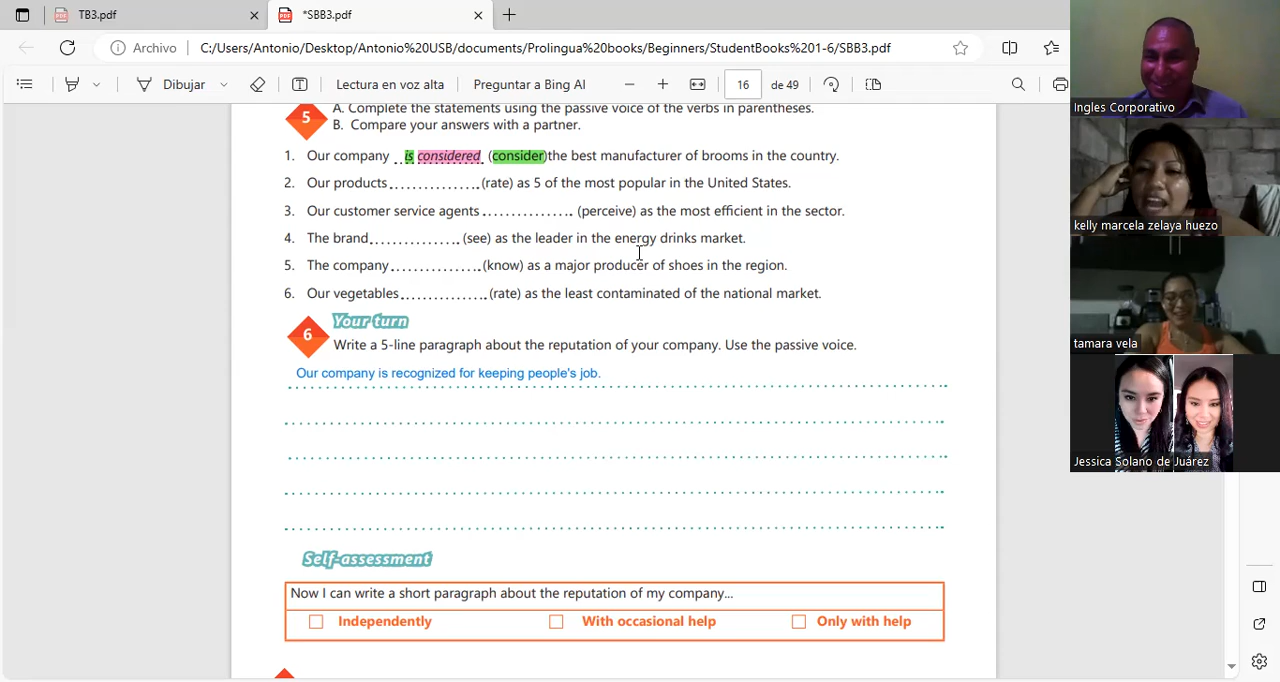 TB3.pdf
*SBB3.pdf
Archivo
C:/Users/Antonio/Desktop/Antonio%20USB/documents/Prolingua%20books/Beginners/StudentBooks%201-6/SBB3.pdf
Dibujar
Lectura en voz alta
Preguntar a Bing AI
16
de 49
5
A. Complete the statements using the passive voice of the verbs in parentheses.
B. Compare your answers with a partner.
1. Our company is considered (consider)the best manufacturer of brooms in the country.
2. Our products (rate) as 5 of the most popular in the United States.
3. Our customer service agents (perceive) as the most efficient in the sector.
4. The brand (see) as the leader in the energy drinks market.
5. The company (know) as a major producer of shoes in the region.
6. Our vegetables (rate) as the least contaminated of the national market.
6
Your turn
Write a 5-line paragraph about the reputation of your company. Use the passive voice.
Our company is recognized for keeping people's job.
Self-assessment
Now I can write a short paragraph about the reputation of my company...
Independently
With occasional help
Only with help
Ingles Corporativo
kelly marcela zelaya huezo
tamara vela
Jessica Solano de Juárez